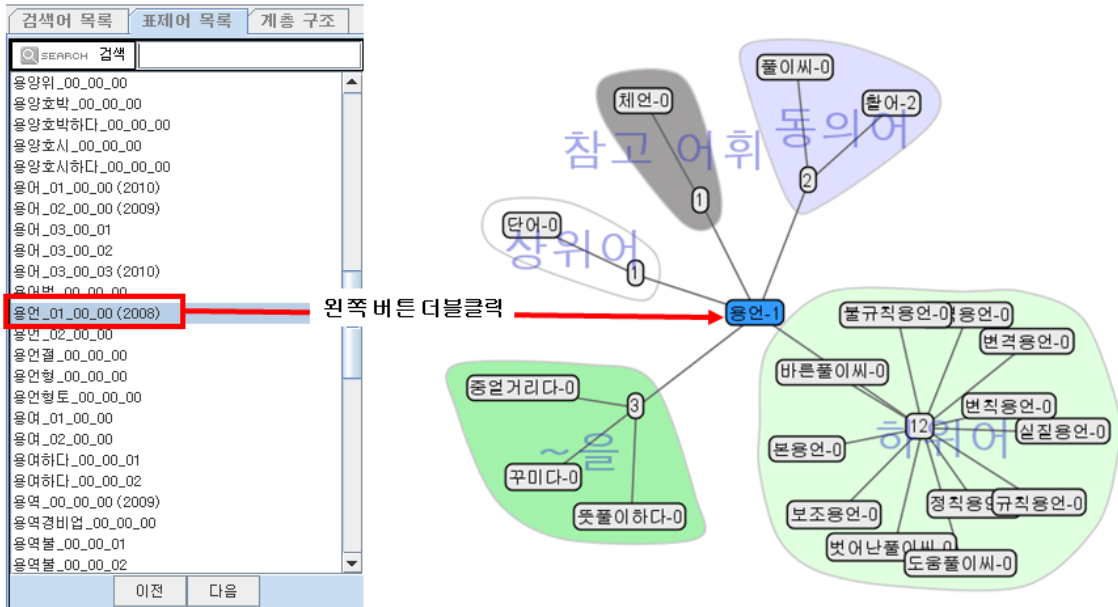 검색어 목록 표제어 목록 계층 구조
SEARCH 검색
용양위_00_00_00
용양호박_00_00_00
용양호박하다_00_00_00
용양호시_00_00_00
용양호시하다_00_00_00
용어_01_00_00 (2010)
용어_02_00_00 (2009)
용어_03_00_01
용어_03_00_02
용어_03_00_03 (2010)
용언_01_00_00 (2008)
용언_02_00_00
용언절_00_00_00
용언형_00_00_00
용언형토_00_00_00
용여_01_00_00
용여_02_00_00
용여하다_00_00_01
용여하다_00_00_02
용역_00_00_00 (2009)
용역경비업_00_00_00
용역불_00_00_01
용역불_00_00_02
이전 다음
왼쪽 버튼 더블클릭
풀이씨-0
활어-2
동의어
2
체언-0
참고 어휘
1
단어-0
상위어
1
용언-1
중얼거리다-0
3
~을
꾸미다-0
뜻풀이하다-0
불규칙용언-0
용언-0
변격용언-0
바른풀이씨-0
변칙용언-0
12
하위어
실질용언-0
본용언-0
정칙용언
규칙용언-0
보조용언-0
벗어난풀이씨-0
도움풀이씨-0